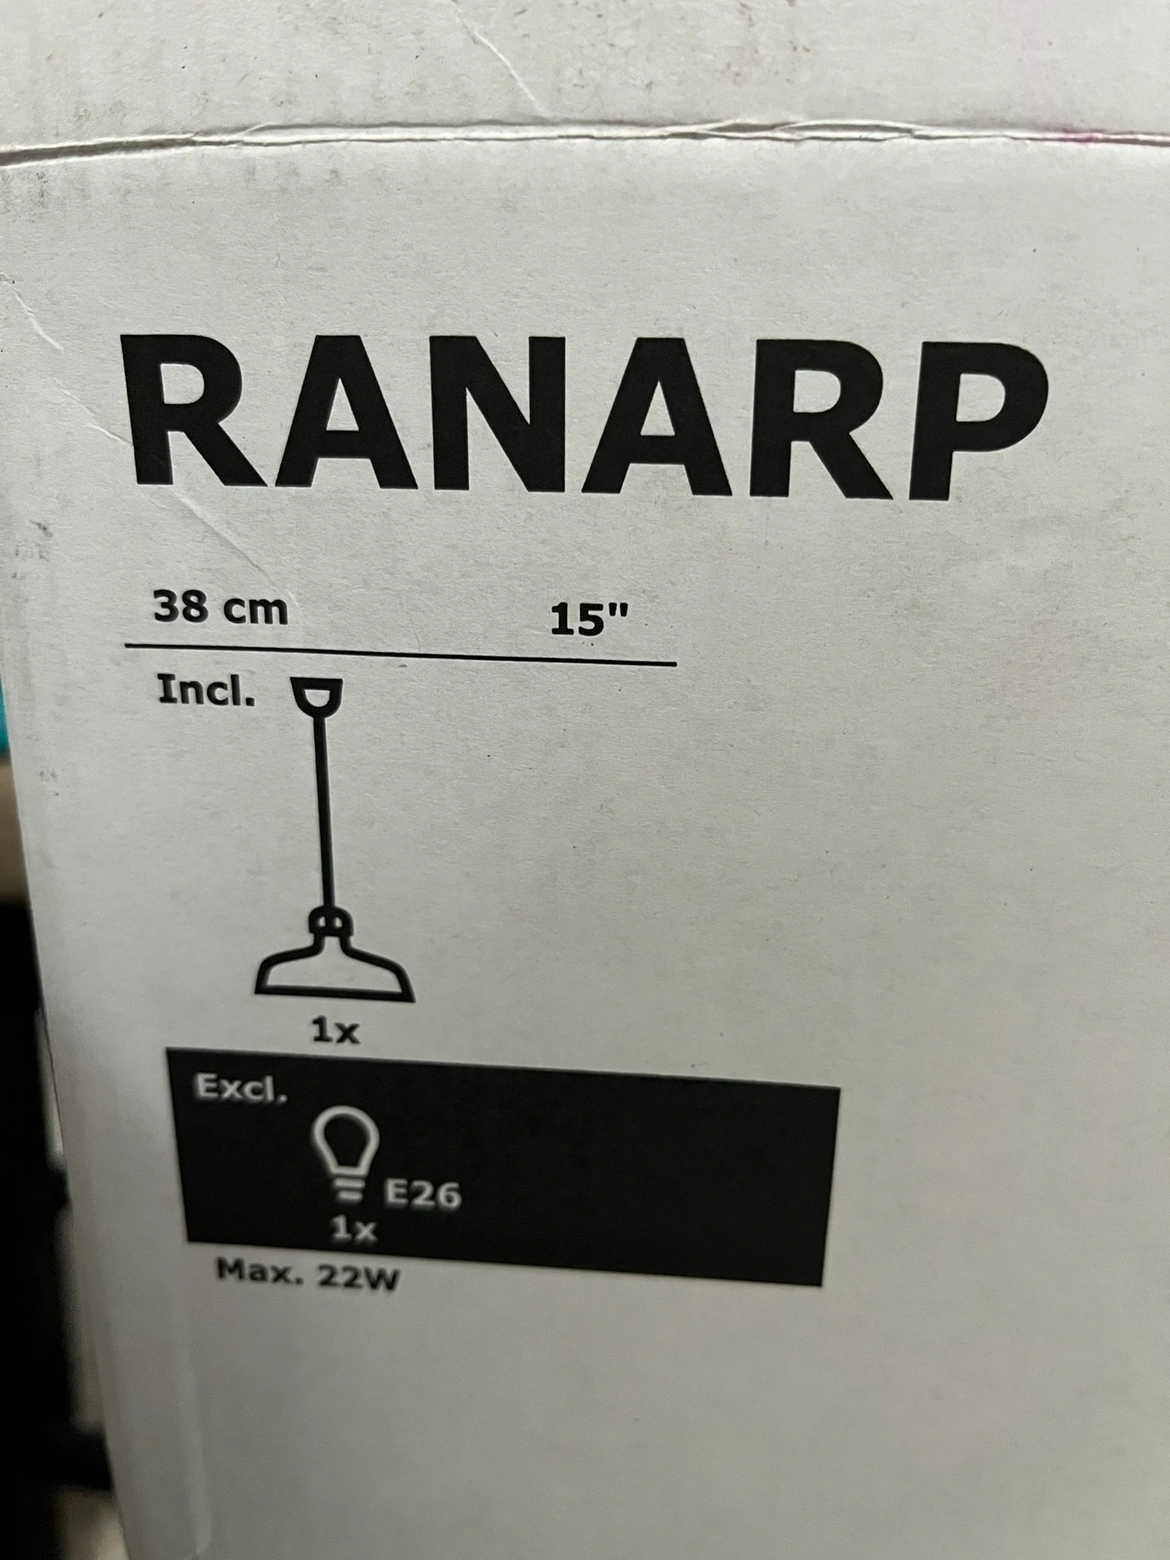 RANARP
38 cm 15"
Incl.
1x
Excl.
E26
1x
Max. 22W